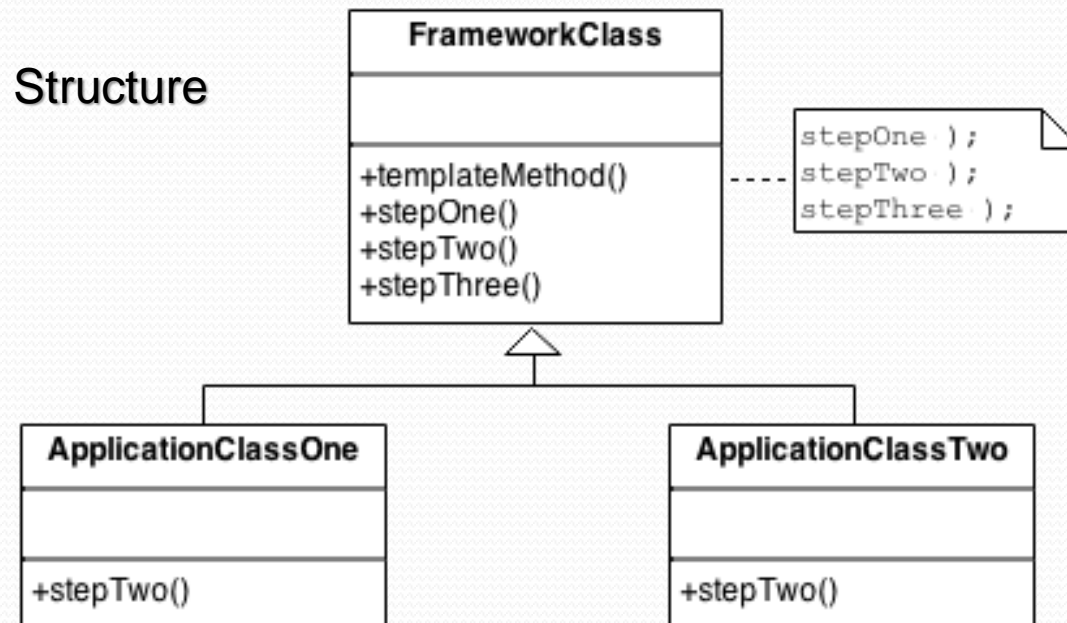 Structure
FrameworkClass
+templateMethod()
+stepOne()
+stepTwo()
+stepThree()
stepOne );
stepTwo );
stepThree );
ApplicationClassOne
+stepTwo()
ApplicationClassTwo
+stepTwo()